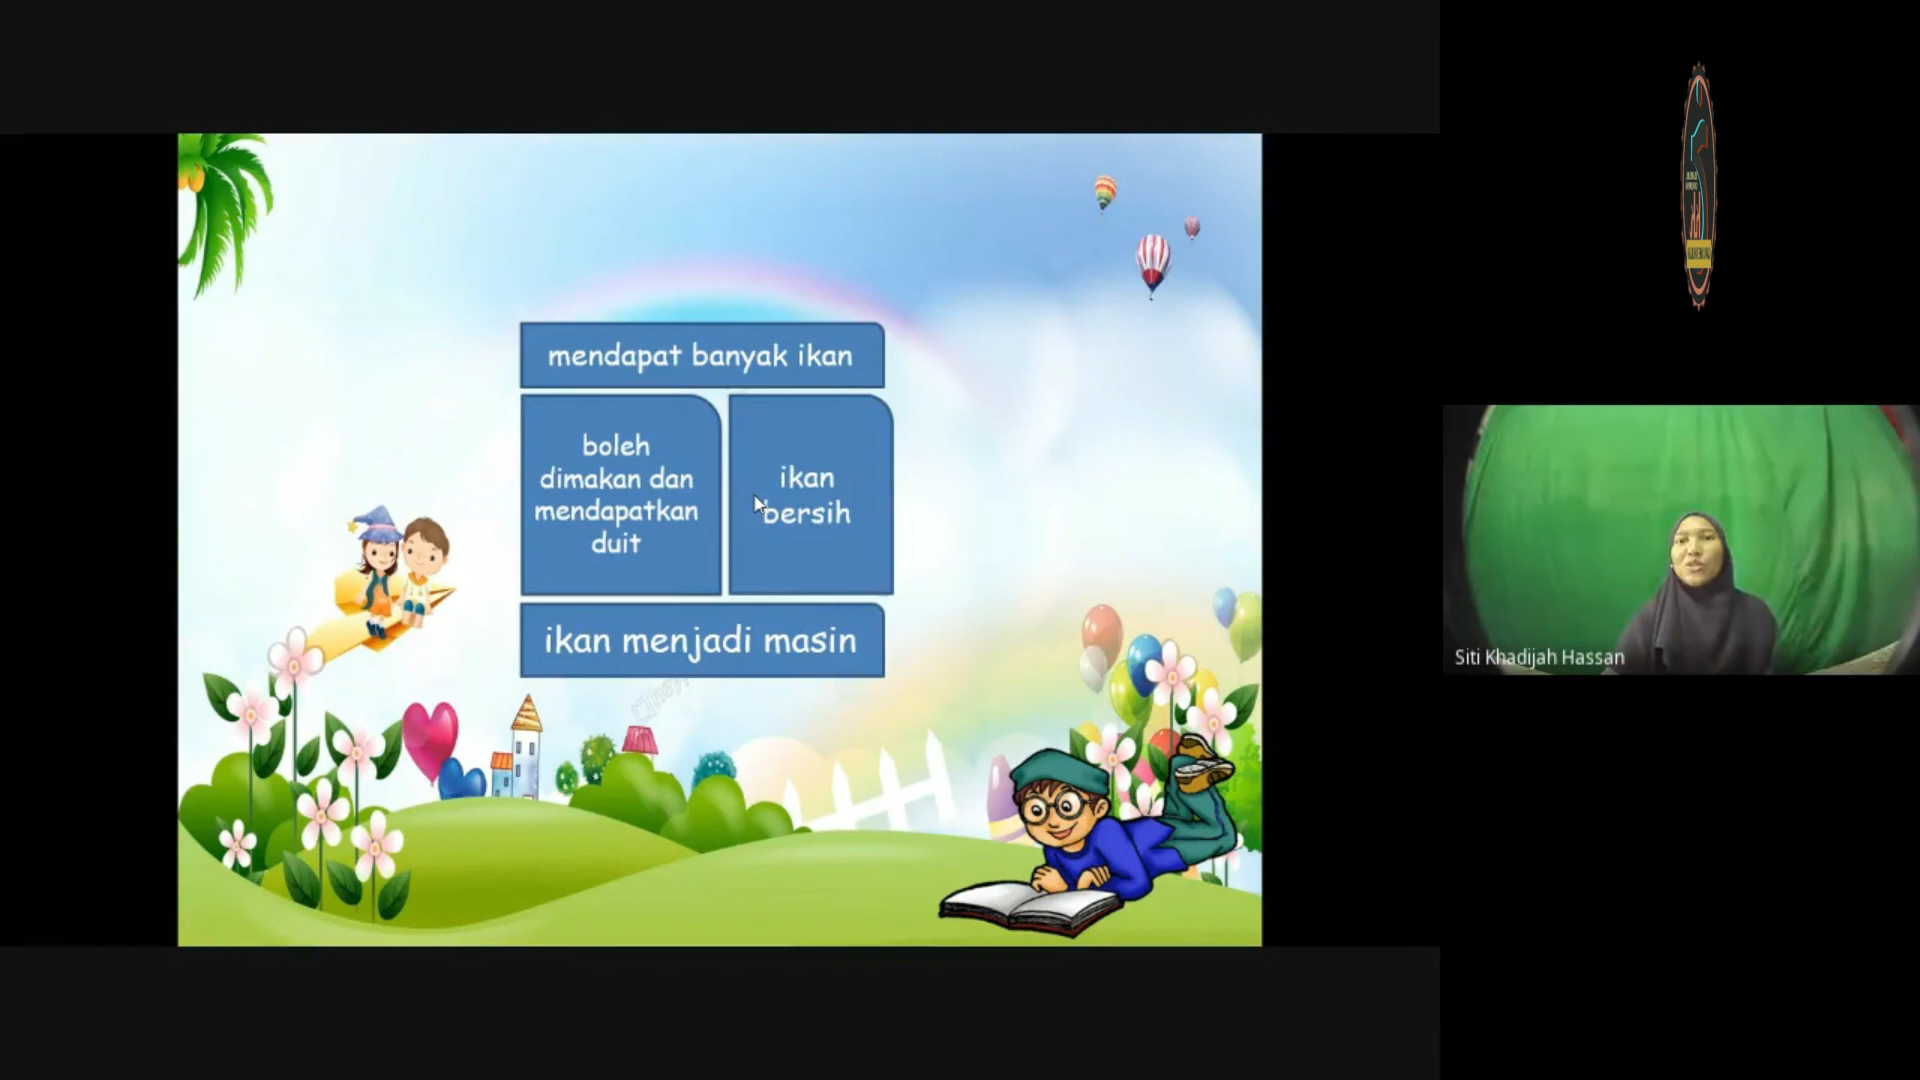 mendapat banyak ikan
boleh
dimakan dan
mendapatkan
duit
ikan
bersih
ikan menjadi masin
Siti Khadijah Hassan